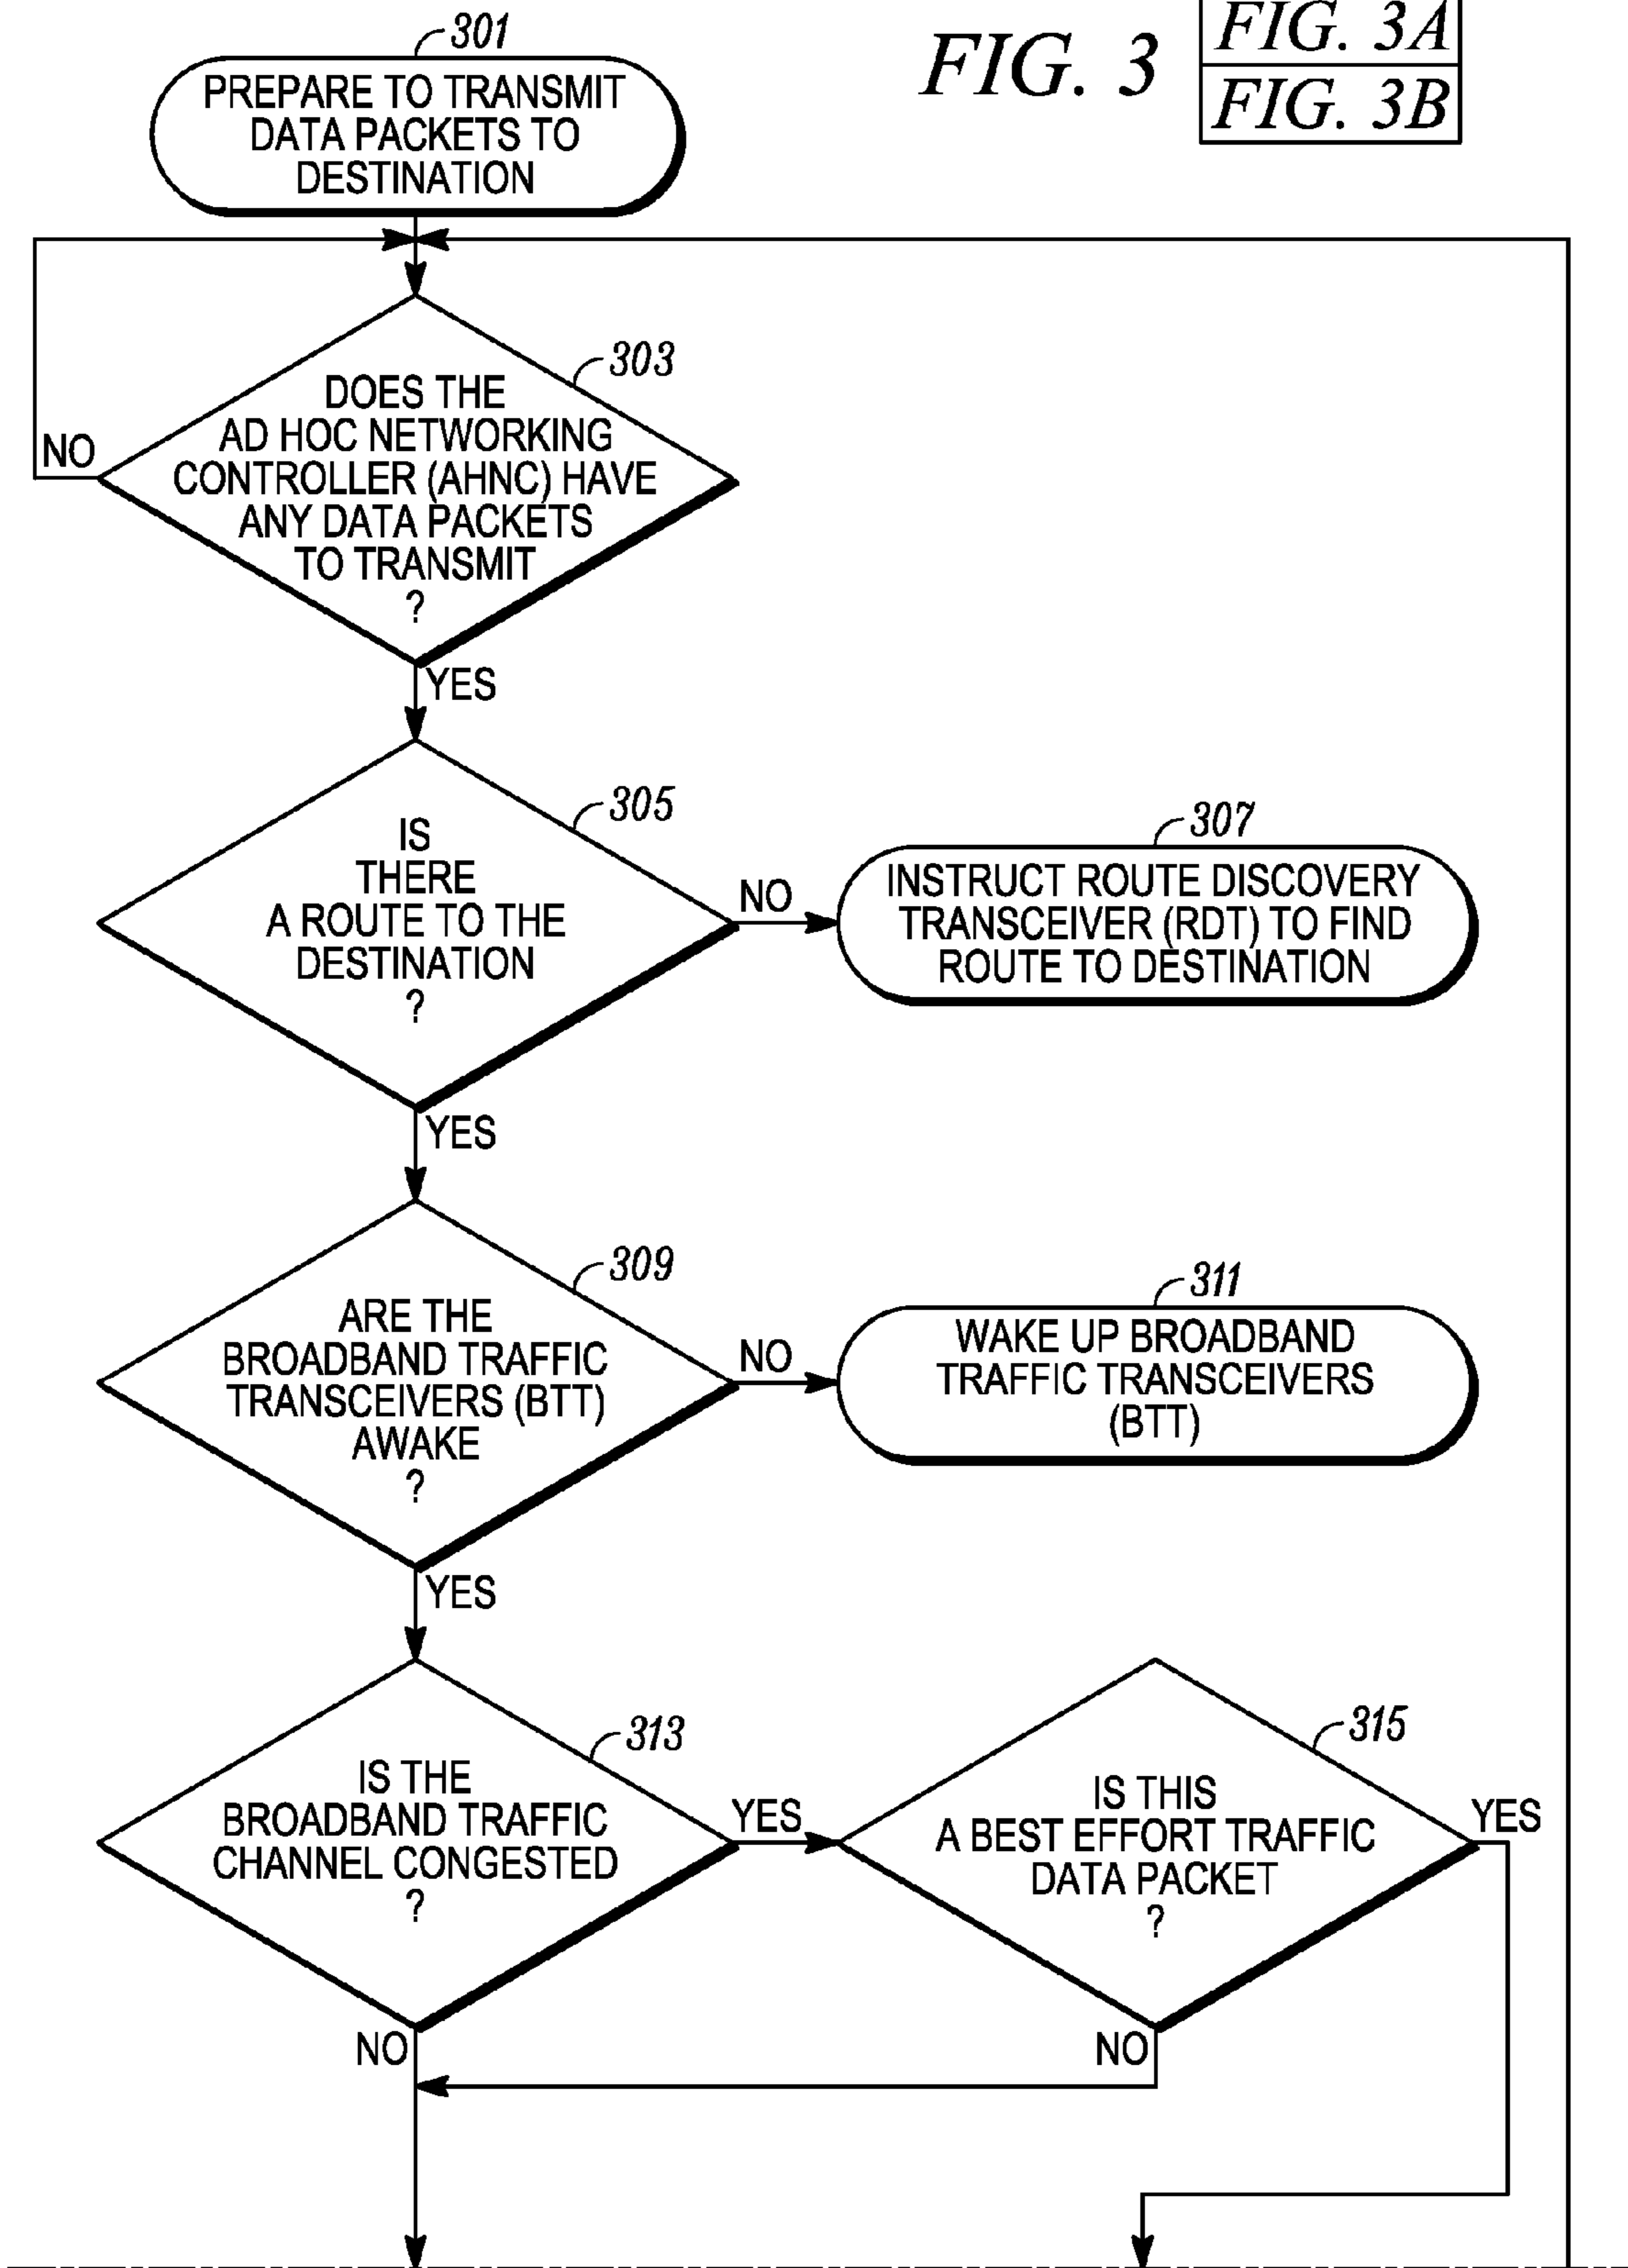 301
PREPARE TO TRANSMIT
DATA PACKETS TO
DESTINATION
FIG. 3
FIG. 3A
FIG. 3B
303
DOES THE
AD HOC NETWORKING
CONTROLLER (AHNC) HAVE
ANY DATA PACKETS
TO TRANSMIT
?
NO
YES
305
IS
THERE
A ROUTE TO THE
DESTINATION
?
NO
307
INSTRUCT ROUTE DISCOVERY
TRANSCEIVER (RDT) TO FIND
ROUTE TO DESTINATION
YES
309
ARE THE
BROADBAND TRAFFIC
TRANSCEIVERS (BTT)
AWAKE
?
NO
311
WAKE UP BROADBAND
TRAFFIC TRANSCEIVERS
(BTT)
YES
313
IS THE
BROADBAND TRAFFIC
CHANNEL CONGESTED
?
YES
315
IS THIS
A BEST EFFORT TRAFFIC
DATA PACKET
?
YES
NO
NO